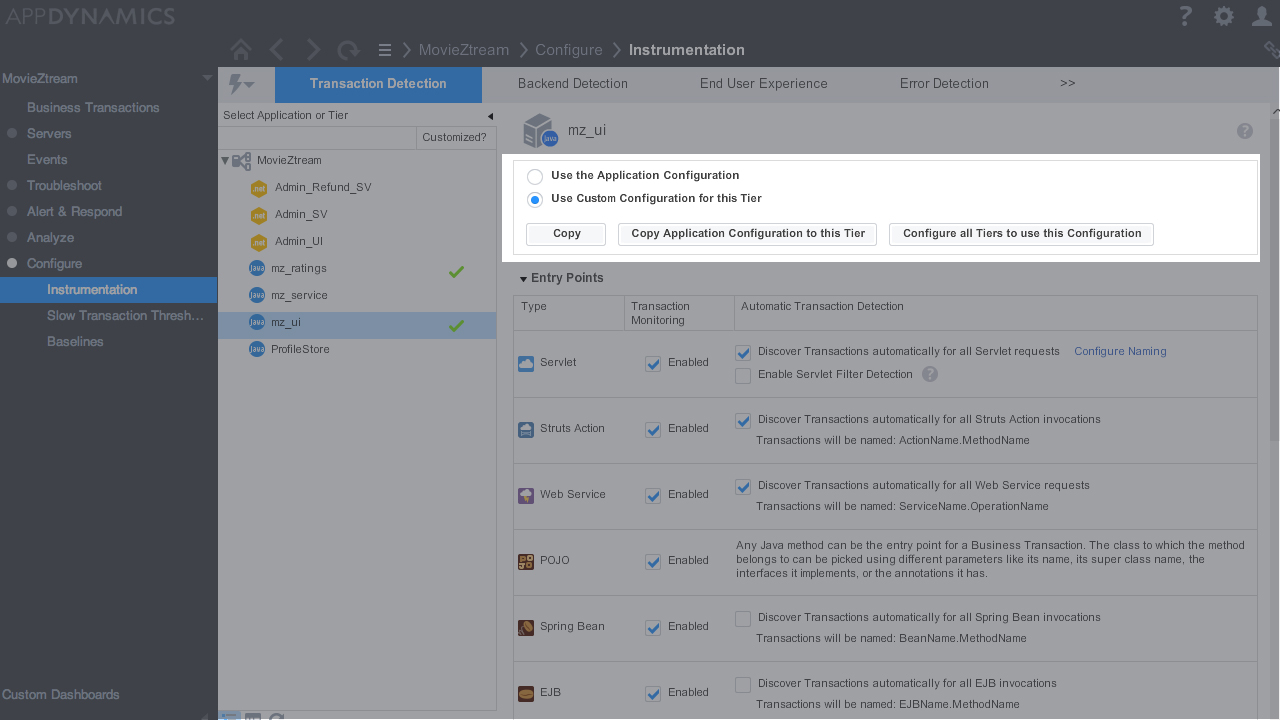 APPDYNAMICS
?
MovieZtream
Configure
Instrumentation
MovieZtream
Business Transactions
Servers
Events
Troubleshoot
Alert & Respond
Analyze
Configure
Instrumentation
Slow Transaction Thresh...
Baselines
Custom Dashboards
Transaction Detection
Backend Detection
End User Experience
Error Detection
>>
Select Application or Tier
Customized?
MovieZtream
.net Admin_Refund_SV
.net Admin_SV
.net Admin_UI
Java mz_ratings
Java mz_service
Java mz_ui
Java ProfileStore
Java
mz_ui
?
Use the Application Configuration
Use Custom Configuration for this Tier
Copy
Copy Application Configuration to this Tier
Configure all Tiers to use this Configuration
Entry Points
Type
Transaction
Monitoring
Automatic Transaction Detection
Servlet
Enabled
Discover Transactions automatically for all Servlet requests
Configure Naming
Enable Servlet Filter Detection
?
Struts Action
Enabled
Discover Transactions automatically for all Struts Action invocations
Transactions will be named: ActionName.MethodName
Web Service
Enabled
Discover Transactions automatically for all Web Service requests
Transactions will be named: ServiceName.OperationName
POJO
Enabled
Any Java method can be the entry point for a Business Transaction. The class to which the method
belongs to can be picked using different parameters like its name, its super class name, the
interfaces it implements, or the annotations it has.
Spring Bean
Enabled
Discover Transactions automatically for all Spring Bean invocations
Transactions will be named: BeanName.MethodName
EJB
Enabled
Discover Transactions automatically for all EJB invocations
Transactions will be named: EJBName.MethodName